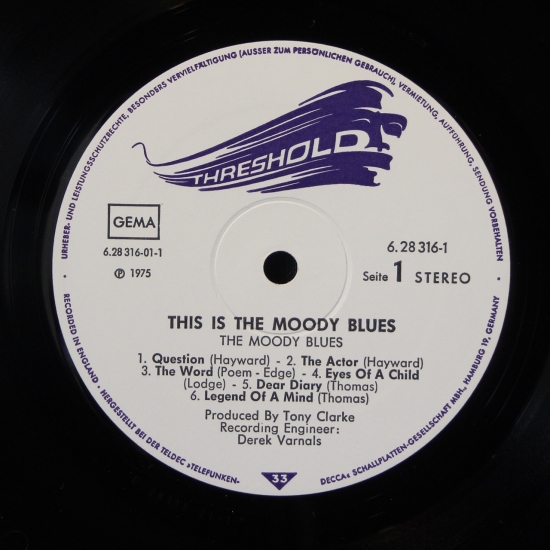 URHEBER- UND LEISTUNGSSCHUTZRECHTE, BESONDERS VERVIELFÄLTIGUNG (AUSSER ZUM PERSÖNLICHEN GEBRAUCH), VERMIETUNG, AUFFÜHRUNG, SENDUNG VORBEHALTEN
THRESHOLD
GEMA
6.28 316-01-1
℗ 1975
6.28 316-1
Seite 1 STEREO
THIS IS THE MOODY BLUES
THE MOODY BLUES
1. Question (Hayward) - 2. The Actor (Hayward)
3. The Word (Poem - Edge) - 4. Eyes Of A Child
(Lodge) - 5. Dear Diary (Thomas)
6. Legend Of A Mind (Thomas)
Produced By Tony Clarke
Recording Engineer:
Derek Varnals
33
RECORDED IN ENGLAND · HERGESTELLT BEI DER TELDEC »TELEFUNKEN-DECCA« SCHALLPLATTEN-GESELLSCHAFT MBH., HAMBURG 19, GERMANY